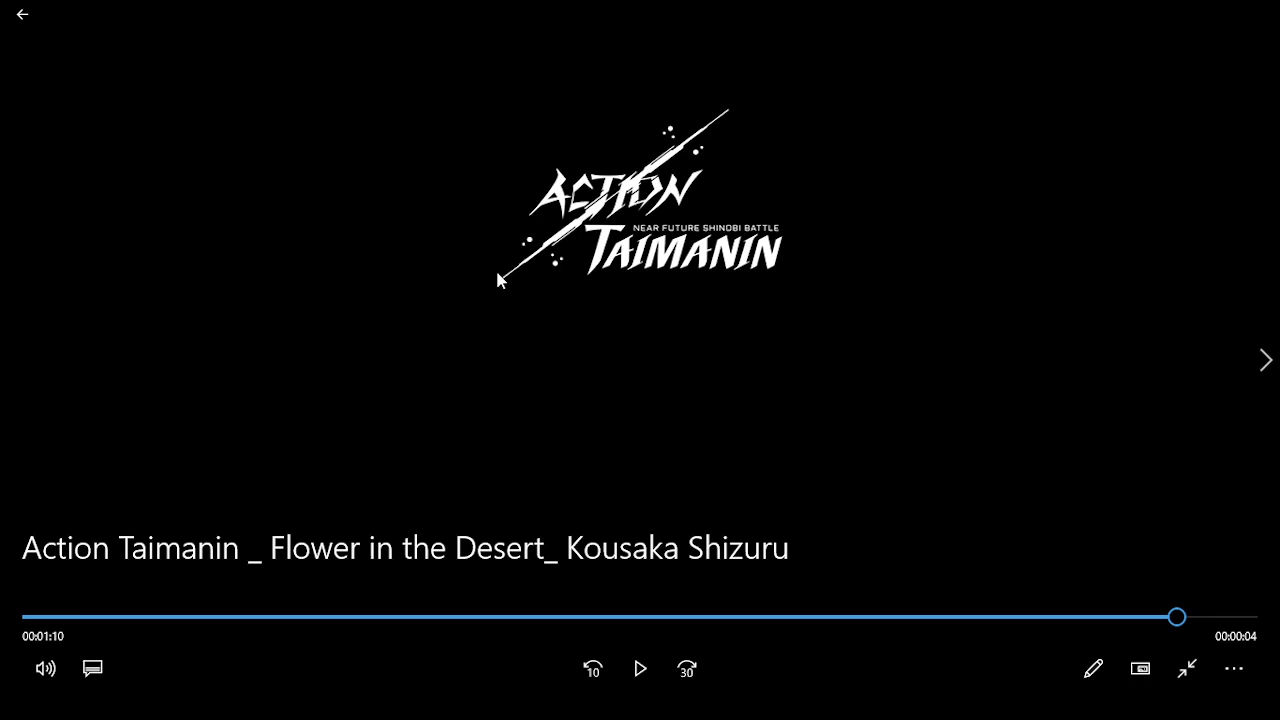 ACTION
NEAR FUTURE SHINOBI BATTLE
TAIMANIN
Action Taimanin _ Flower in the Desert_ Kousaka Shizuru
00:01:10
00:00:04
10
30